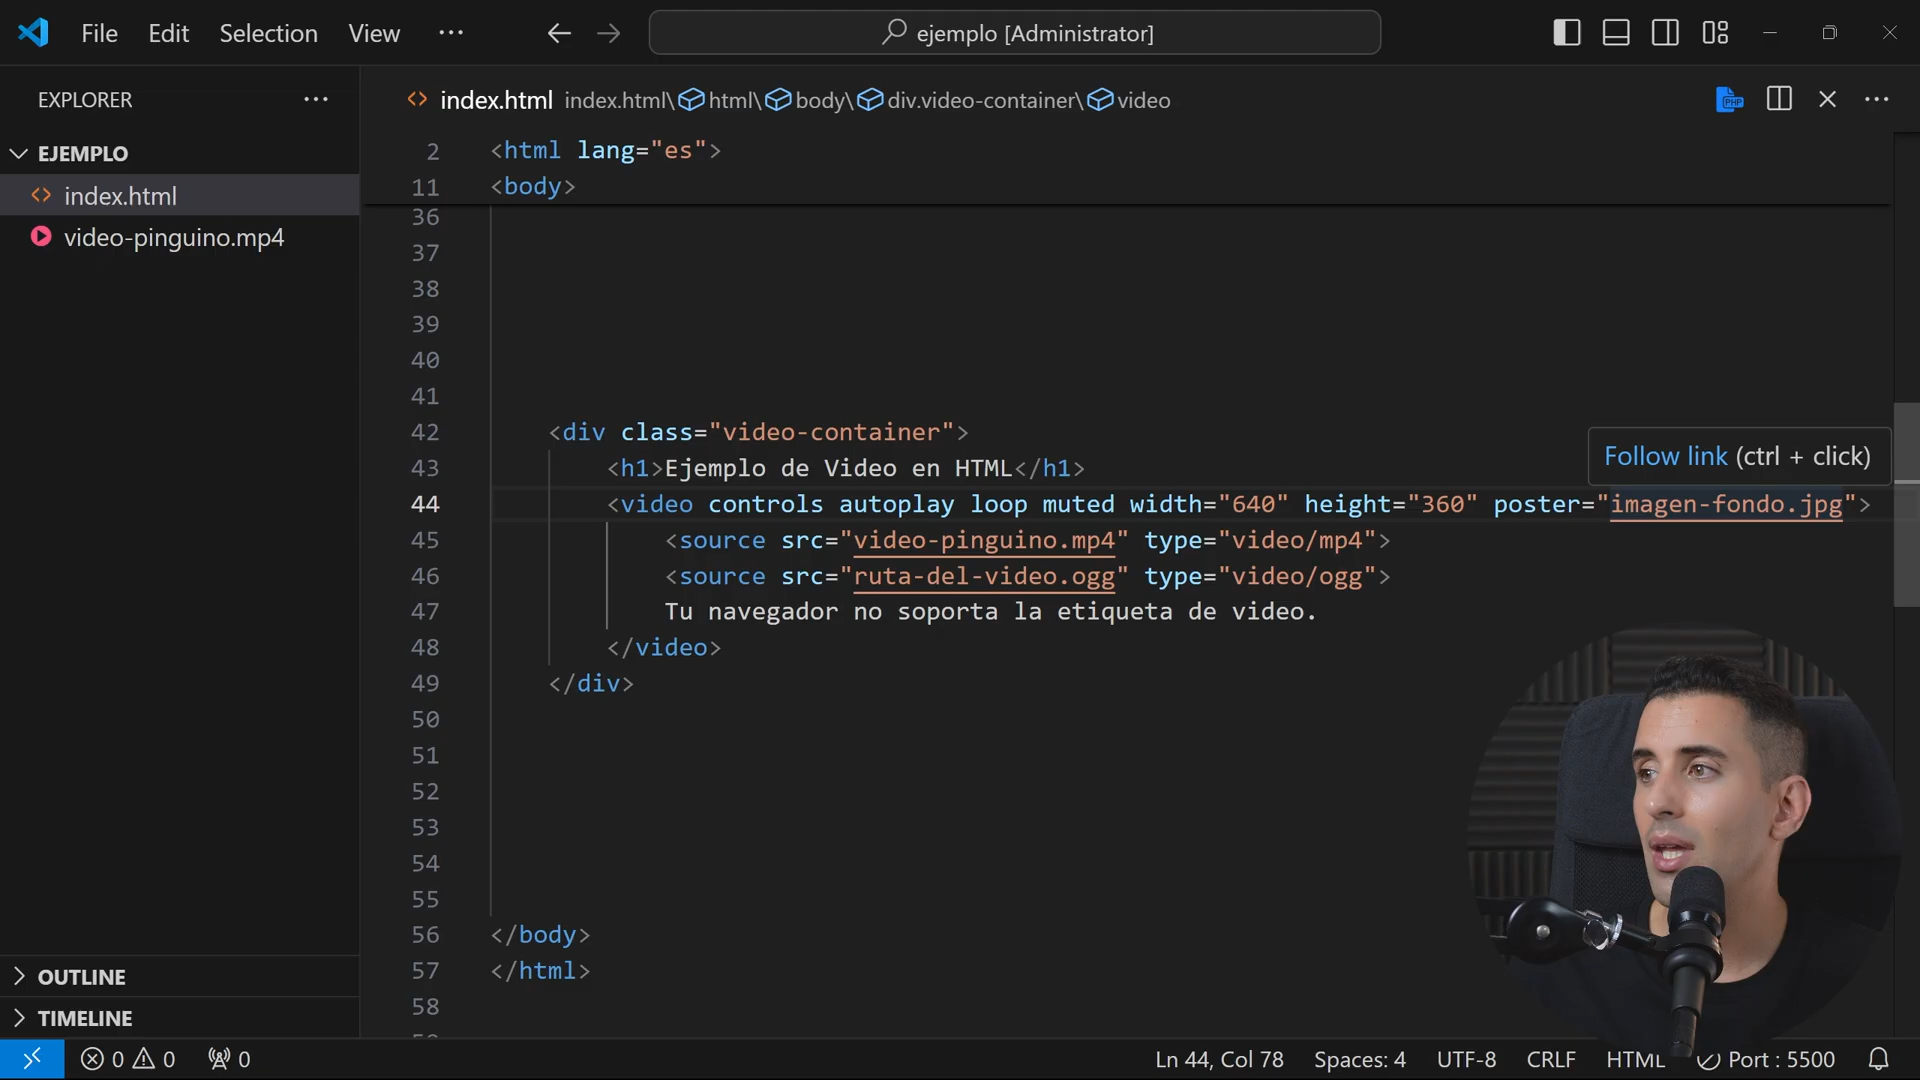 File Edit Selection View ···
ejemplo [Administrator]
EXPLORER ···
EJEMPLO
index.html
video-pinguino.mp4
OUTLINE
TIMELINE
index.html index.html\html\body\div.video-container\video
PHP
2 <html lang="es">
11 <body>
36
37
38
39
40
41
42 <div class="video-container">
Follow link (ctrl + click)
43 <h1>Ejemplo de Video en HTML</h1>
44 <video controls autoplay loop muted width="640" height="360" poster="imagen-fondo.jpg">
45 <source src="video-pinguino.mp4" type="video/mp4">
46 <source src="ruta-del-video.ogg" type="video/ogg">
47 Tu navegador no soporta la etiqueta de video.
48 </video>
49 </div>
50
51
52
53
54
55
56 </body>
57 </html>
58
0 0 0
Ln 44, Col 78 Spaces: 4 UTF-8 CRLF HTML Port : 5500